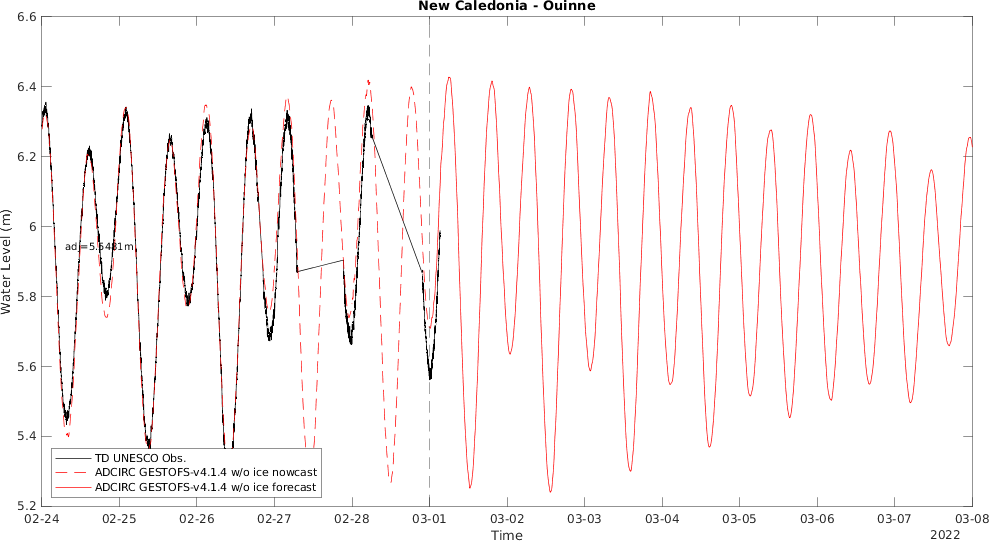 New Caledonia - Ouinne
6.6
6.4
6.2
6
5.8
5.6
5.4
5.2
Water Level (m)
adj=5.5481m
TD UNESCO Obs.
ADCIRC GESTOFS-v4.1.4 w/o ice nowcast
ADCIRC GESTOFS-v4.1.4 w/o ice forecast
02-24 02-25 02-26 02-27 02-28 03-01 03-02 03-03 03-04 03-05 03-06 03-07 03-08
Time
2022